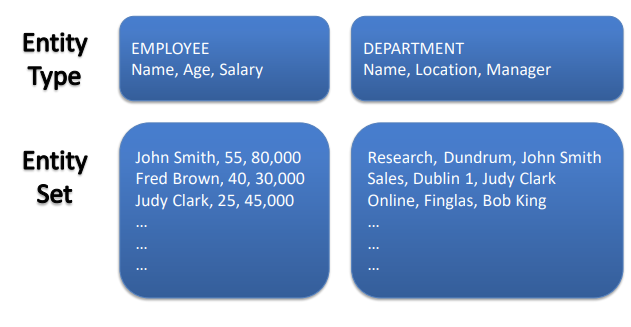 Entity
Type
EMPLOYEE
Name, Age, Salary
DEPARTMENT
Name, Location, Manager
Entity
Set
John Smith, 55, 80,000
Fred Brown, 40, 30,000
Judy Clark, 25, 45,000
...
...
...
Research, Dundrum, John Smith
Sales, Dublin 1, Judy Clark
Online, Finglas, Bob King
...
...
...